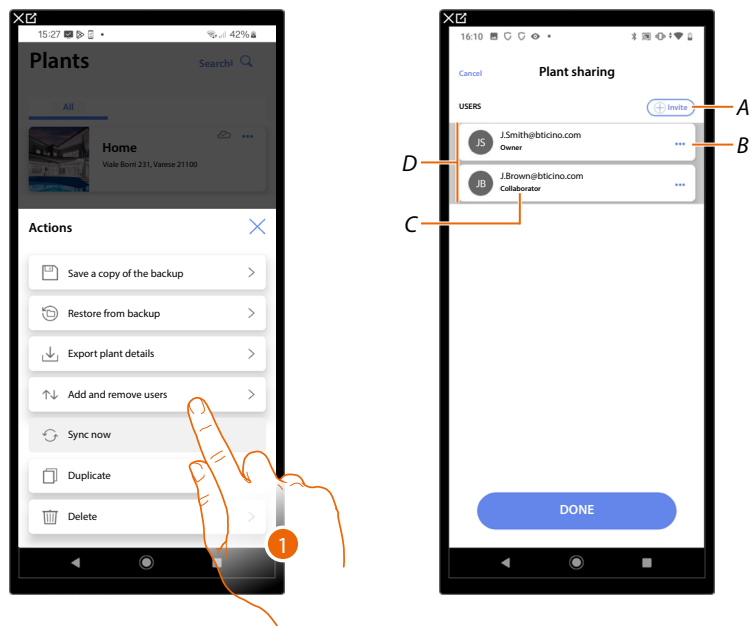 15:27 42%
Plants Search
All
Home
Viale Borri 231, Varese 21100
Actions
Save a copy of the backup
Restore from backup
Export plant details
Add and remove users
Sync now
Duplicate
Delete
1
16:10
Cancel Plant sharing
USERS Invite A
JS J.Smith@bticino.com
Owner B
D
JB J.Brown@bticino.com
Collaborator
C
DONE